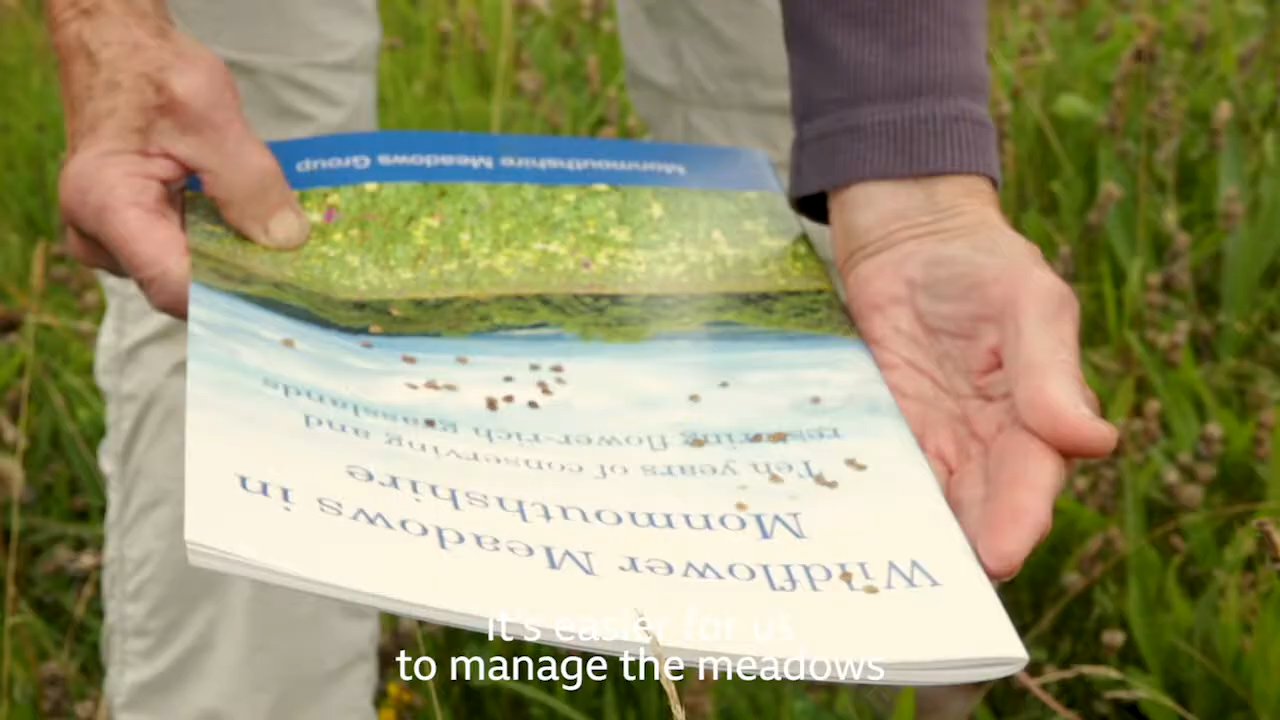 Wildflower Meadows in
Monmouthshire
Ten years of conserving and
restoring flower-rich grasslands
Monmouthshire Meadows Group
it's easier for us
to manage the meadows